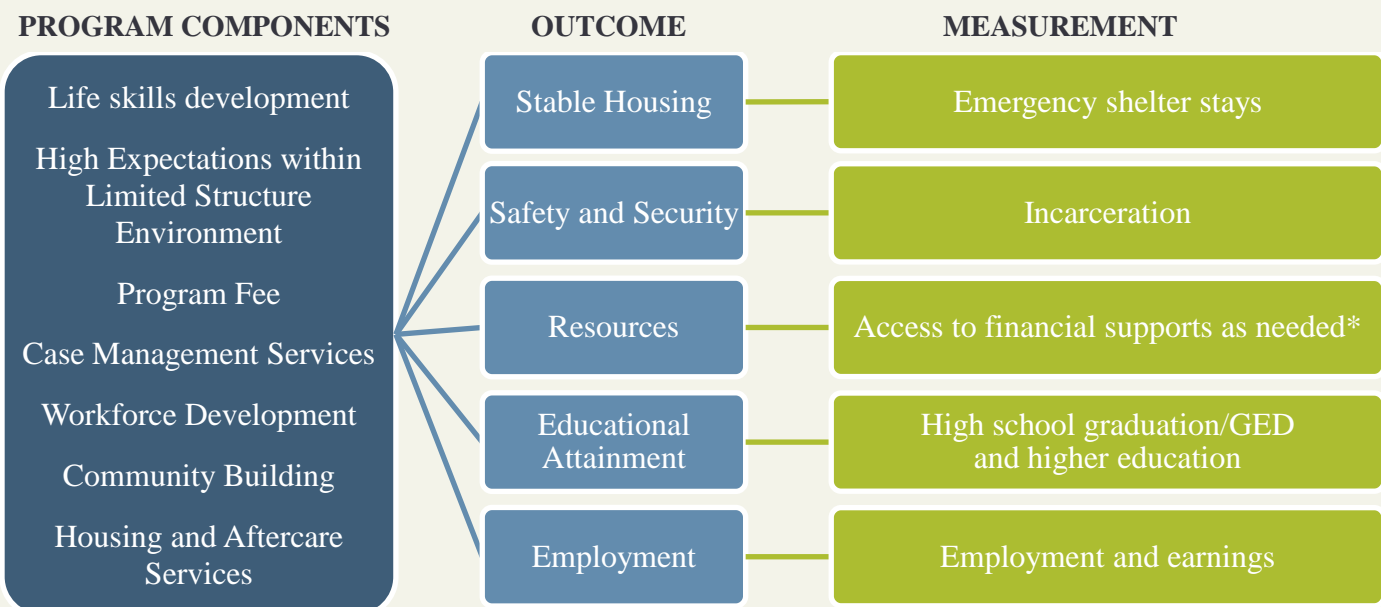 PROGRAM COMPONENTS
Life skills development
High Expectations within
Limited Structure
Environment
Program Fee
Case Management Services
Workforce Development
Community Building
Housing and Aftercare
Services
OUTCOME
Stable Housing
Safety and Security
Resources
Educational
Attainment
Employment
MEASUREMENT
Emergency shelter stays
Incarceration
Access to financial supports as needed*
High school graduation/GED
and higher education
Employment and earnings